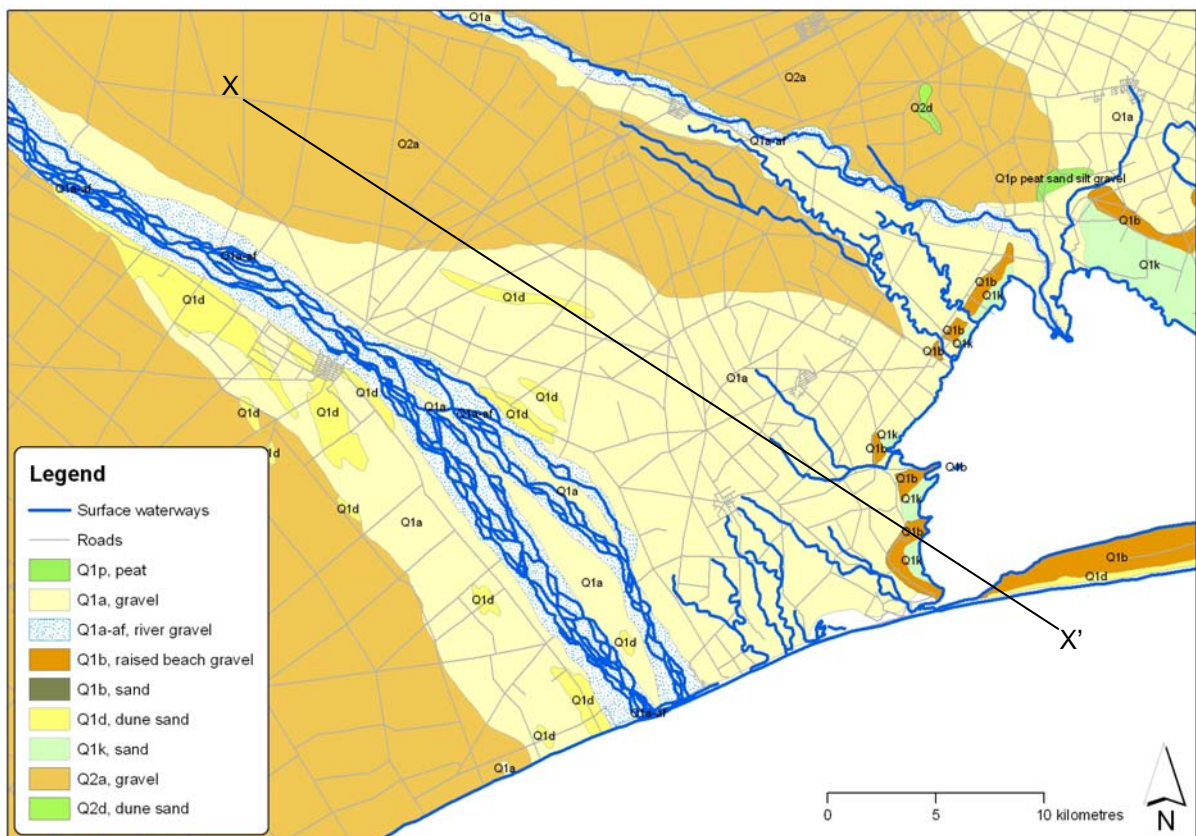 Q1a
Q2a
X
Q2d
Q1a
Q2a
Q1a-af
Q1p peat sand silt gravel
Q1a-af
Q1b
Q1a-af
Q1k
Q1b
Q1k
Q1d
Q1d
Q1b
Q1k
Q1b
Q1a
Q1d
Q1d
Q1a
Q1a-af
Q1d
Q1d
Q1d
Q1k
Q1b
Q1b
Q1b
Q1k
Q1a
Q1d
Q1a
Q1b
Q1k
Q1b
Q1d
Q1a
Q1d
Q1d
X'
Q1d
Q1d
Q1a
Legend
Surface waterways
Roads
Q1p, peat
Q1a, gravel
Q1a-af, river gravel
Q1b, raised beach gravel
Q1b, sand
Q1d, dune sand
Q1k, sand
Q2a, gravel
Q2d, dune sand
0 5 10 kilometres
N